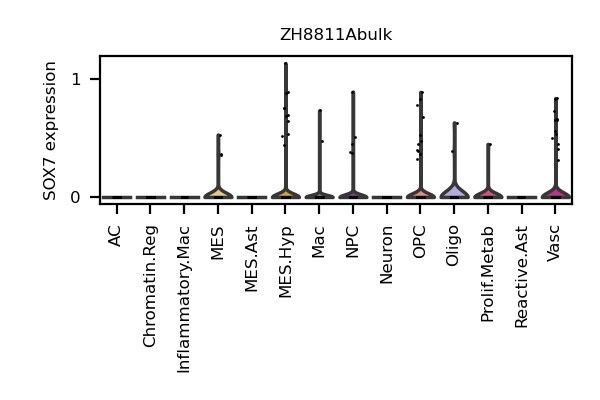 ZH8811Abulk
SOX7 expression
1
0
AC
Chromatin.Reg
Inflammatory.Mac
MES
MES.Ast
MES.Hyp
Mac
NPC
Neuron
OPC
Oligo
Prolif.Metab
Reactive.Ast
Vasc